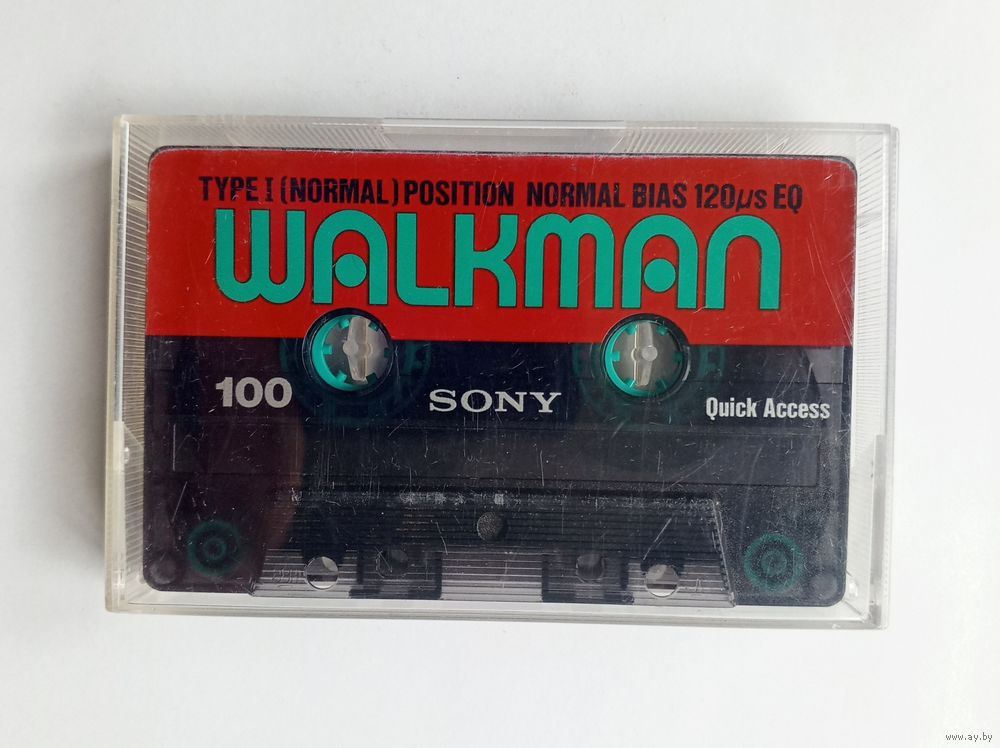 TYPE I (NORMAL) POSITION NORMAL BIAS 120µs EQ
WALKMAN
100
SONY
Quick Access
www.ay.by